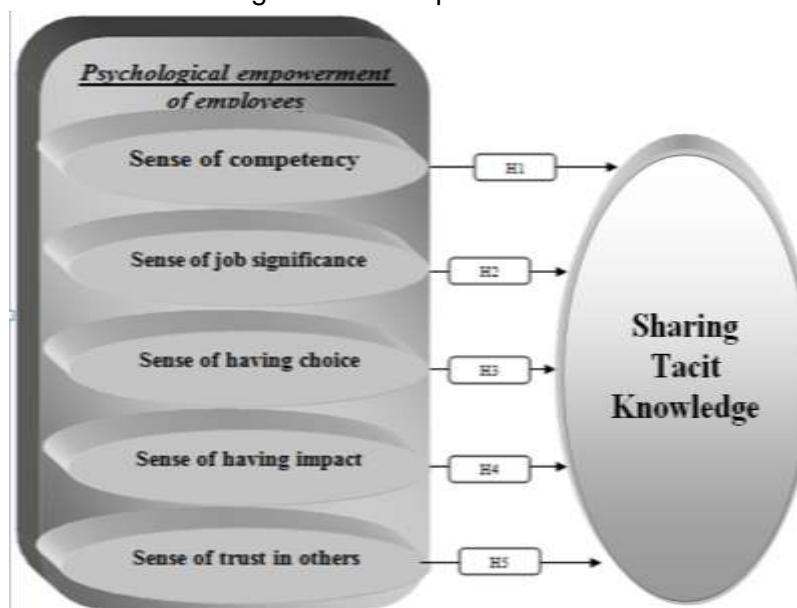 Psychological empowerment
of employees
Sense of competency
H1
Sense of job significance
H2
Sense of having choice
H3
Sense of having impact
H4
Sense of trust in others
H5
Sharing
Tacit
Knowledge